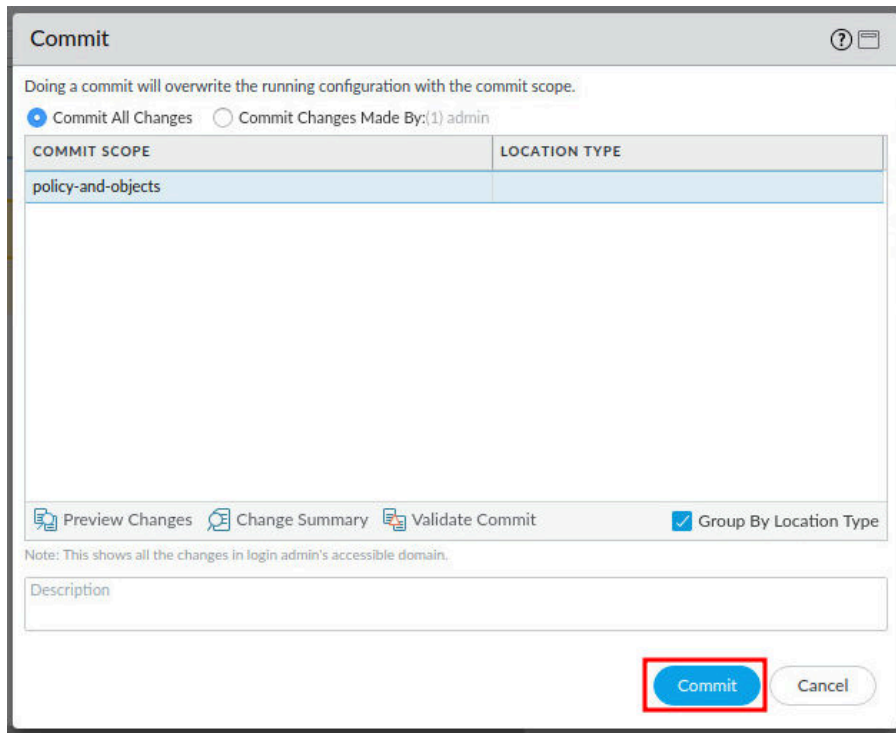 Commit
Doing a commit will overwrite the running configuration with the commit scope.
Commit All Changes Commit Changes Made By:(1) admin
COMMIT SCOPE LOCATION TYPE
policy-and-objects
Preview Changes Change Summary Validate Commit Group By Location Type
Note: This shows all the changes in login admin's accessible domain.
Description
Commit Cancel